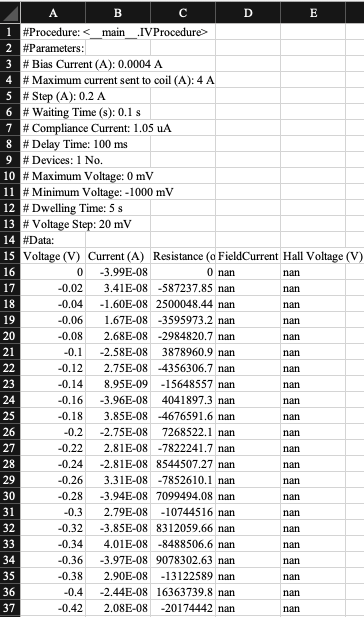 A B C D E
1 #Procedure: <__main__.IVProcedure>
2 #Parameters:
3 # Bias Current (A): 0.0004 A
4 # Maximum current sent to coil (A): 4 A
5 # Step (A): 0.2 A
6 # Waiting Time (s): 0.1 s
7 # Compliance Current: 1.05 uA
8 # Delay Time: 100 ms
9 # Devices: 1 No.
10 # Maximum Voltage: 0 mV
11 # Minimum Voltage: -1000 mV
12 # Dwelling Time: 5 s
13 # Voltage Step: 20 mV
14 #Data:
15 Voltage (V) Current (A) Resistance (o FieldCurrent Hall Voltage (V)
16 0 -3.99E-08 0 nan nan
17 -0.02 3.41E-08 -587237.85 nan nan
18 -0.04 -1.60E-08 2500048.44 nan nan
19 -0.06 1.67E-08 -3595973.2 nan nan
20 -0.08 2.68E-08 -2984820.7 nan nan
21 -0.1 -2.58E-08 3878960.9 nan nan
22 -0.12 2.75E-08 -4356306.7 nan nan
23 -0.14 8.95E-09 -15648557 nan nan
24 -0.16 -3.96E-08 4041897.3 nan nan
25 -0.18 3.85E-08 -4676591.6 nan nan
26 -0.2 -2.75E-08 7268522.1 nan nan
27 -0.22 2.81E-08 -7822241.7 nan nan
28 -0.24 -2.81E-08 8544507.27 nan nan
29 -0.26 3.31E-08 -7852610.1 nan nan
30 -0.28 -3.94E-08 7099494.08 nan nan
31 -0.3 2.79E-08 -10744516 nan nan
32 -0.32 -3.85E-08 8312059.66 nan nan
33 -0.34 4.01E-08 -8488506.6 nan nan
34 -0.36 -3.97E-08 9078302.63 nan nan
35 -0.38 2.90E-08 -13122589 nan nan
36 -0.4 -2.44E-08 16363739.8 nan nan
37 -0.42 2.08E-08 -20174442 nan nan